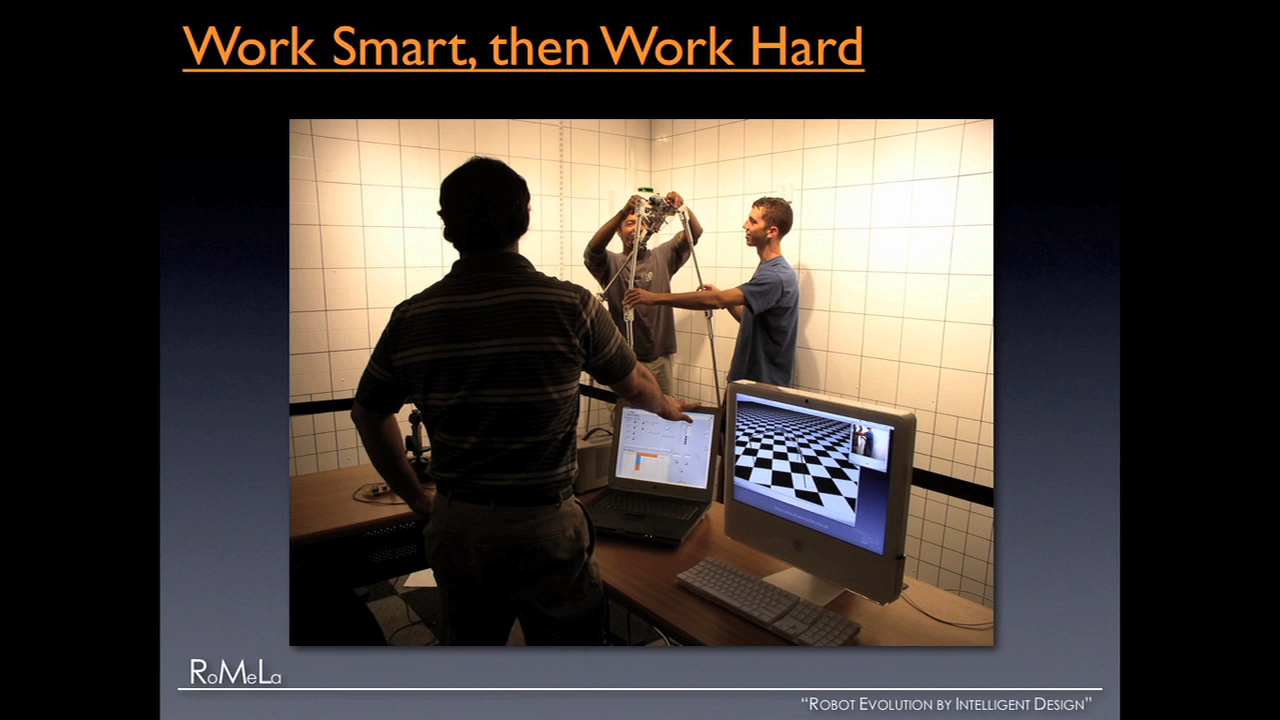 Work Smart, then Work Hard
RoMeLa
“Robot Evolution by Intelligent Design”